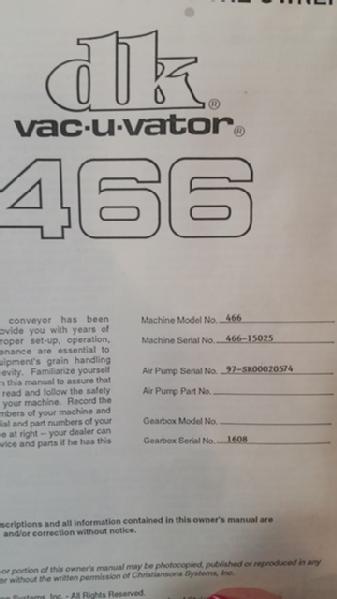 OWNER
dk®
vac·u·vator®
466
conveyor has been
ovide you with years of
roper set-up, operation,
enance are essential to
uipment's grain handling
evity. Familiarize yourself
n this manual to assure that
read and follow the safety
your machine. Record the
mbers of your machine and
ial and part numbers of your
e at right – your dealer can
vice and parts if he has this
Machine Model No. 466
Machine Serial No. 466-15025
Air Pump Serial No. 97-SR00020574
Air Pump Part No.
Gearbox Model No.
Gearbox Serial No. 1608
scriptions and all information contained in this owner's manual are
and/or correction without notice.
or portion of this owner's manual may be photocopied, published or reproduced in any
er without the written permission of Christianson Systems, Inc.
Systems, Inc. - All Rights Reserved.